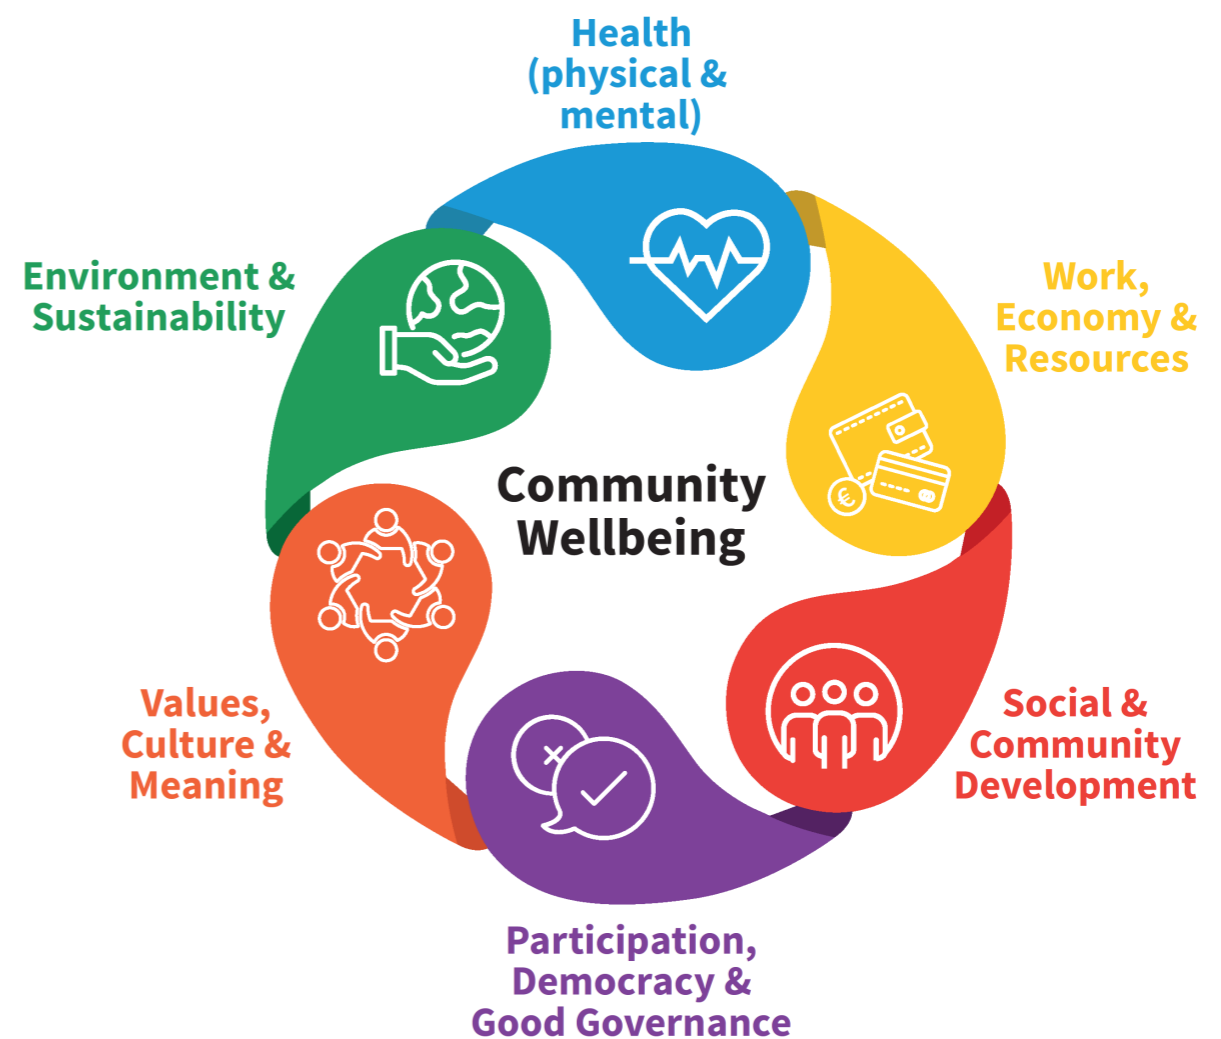 Health
(physical &
mental)
Environment &
Sustainability
Work,
Economy &
Resources
€
Community
Wellbeing
Values,
Culture &
Meaning
Social &
Community
Development
Participation,
Democracy &
Good Governance